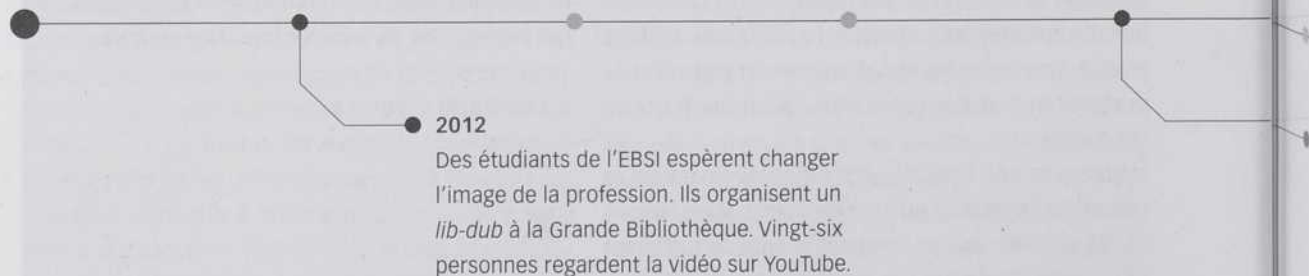 2012
Des étudiants de l'EBSI espèrent changer
l'image de la profession. Ils organisent un
lib-dub à la Grande Bibliothèque. Vingt-six
personnes regardent la vidéo sur YouTube.